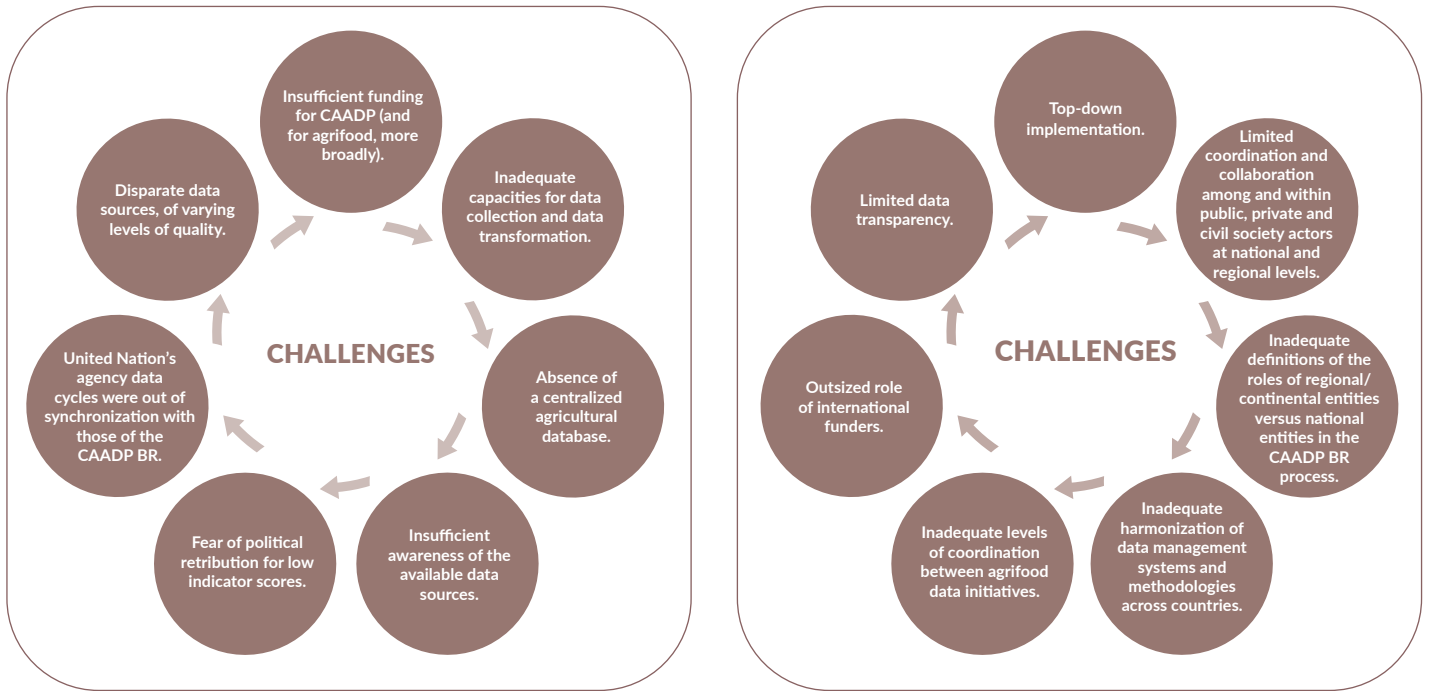 Insufficient funding
for CAADP (and
for agrifood, more
broadly).
Inadequate
capacities for data
collection and data
transformation.
Absence of
a centralized
agricultural
database.
Insufficient
awareness of the
available data
sources.
Fear of political
retribution for low
indicator scores.
United Nation’s
agency data
cycles were out of
synchronization with
those of the
CAADP BR.
Disparate data
sources, of varying
levels of quality.
CHALLENGES
Top-down
implementation.
Limited
coordination and
collaboration
among and within
public, private and
civil society actors
at national and
regional levels.
Inadequate
definitions of the
roles of regional/
continental entities
versus national
entities in the
CAADP BR
process.
Inadequate
harmonization of
data management
systems and
methodologies
across countries.
Inadequate levels
of coordination
between agrifood
data initiatives.
Outsized role
of international
funders.
Limited data
transparency.
CHALLENGES